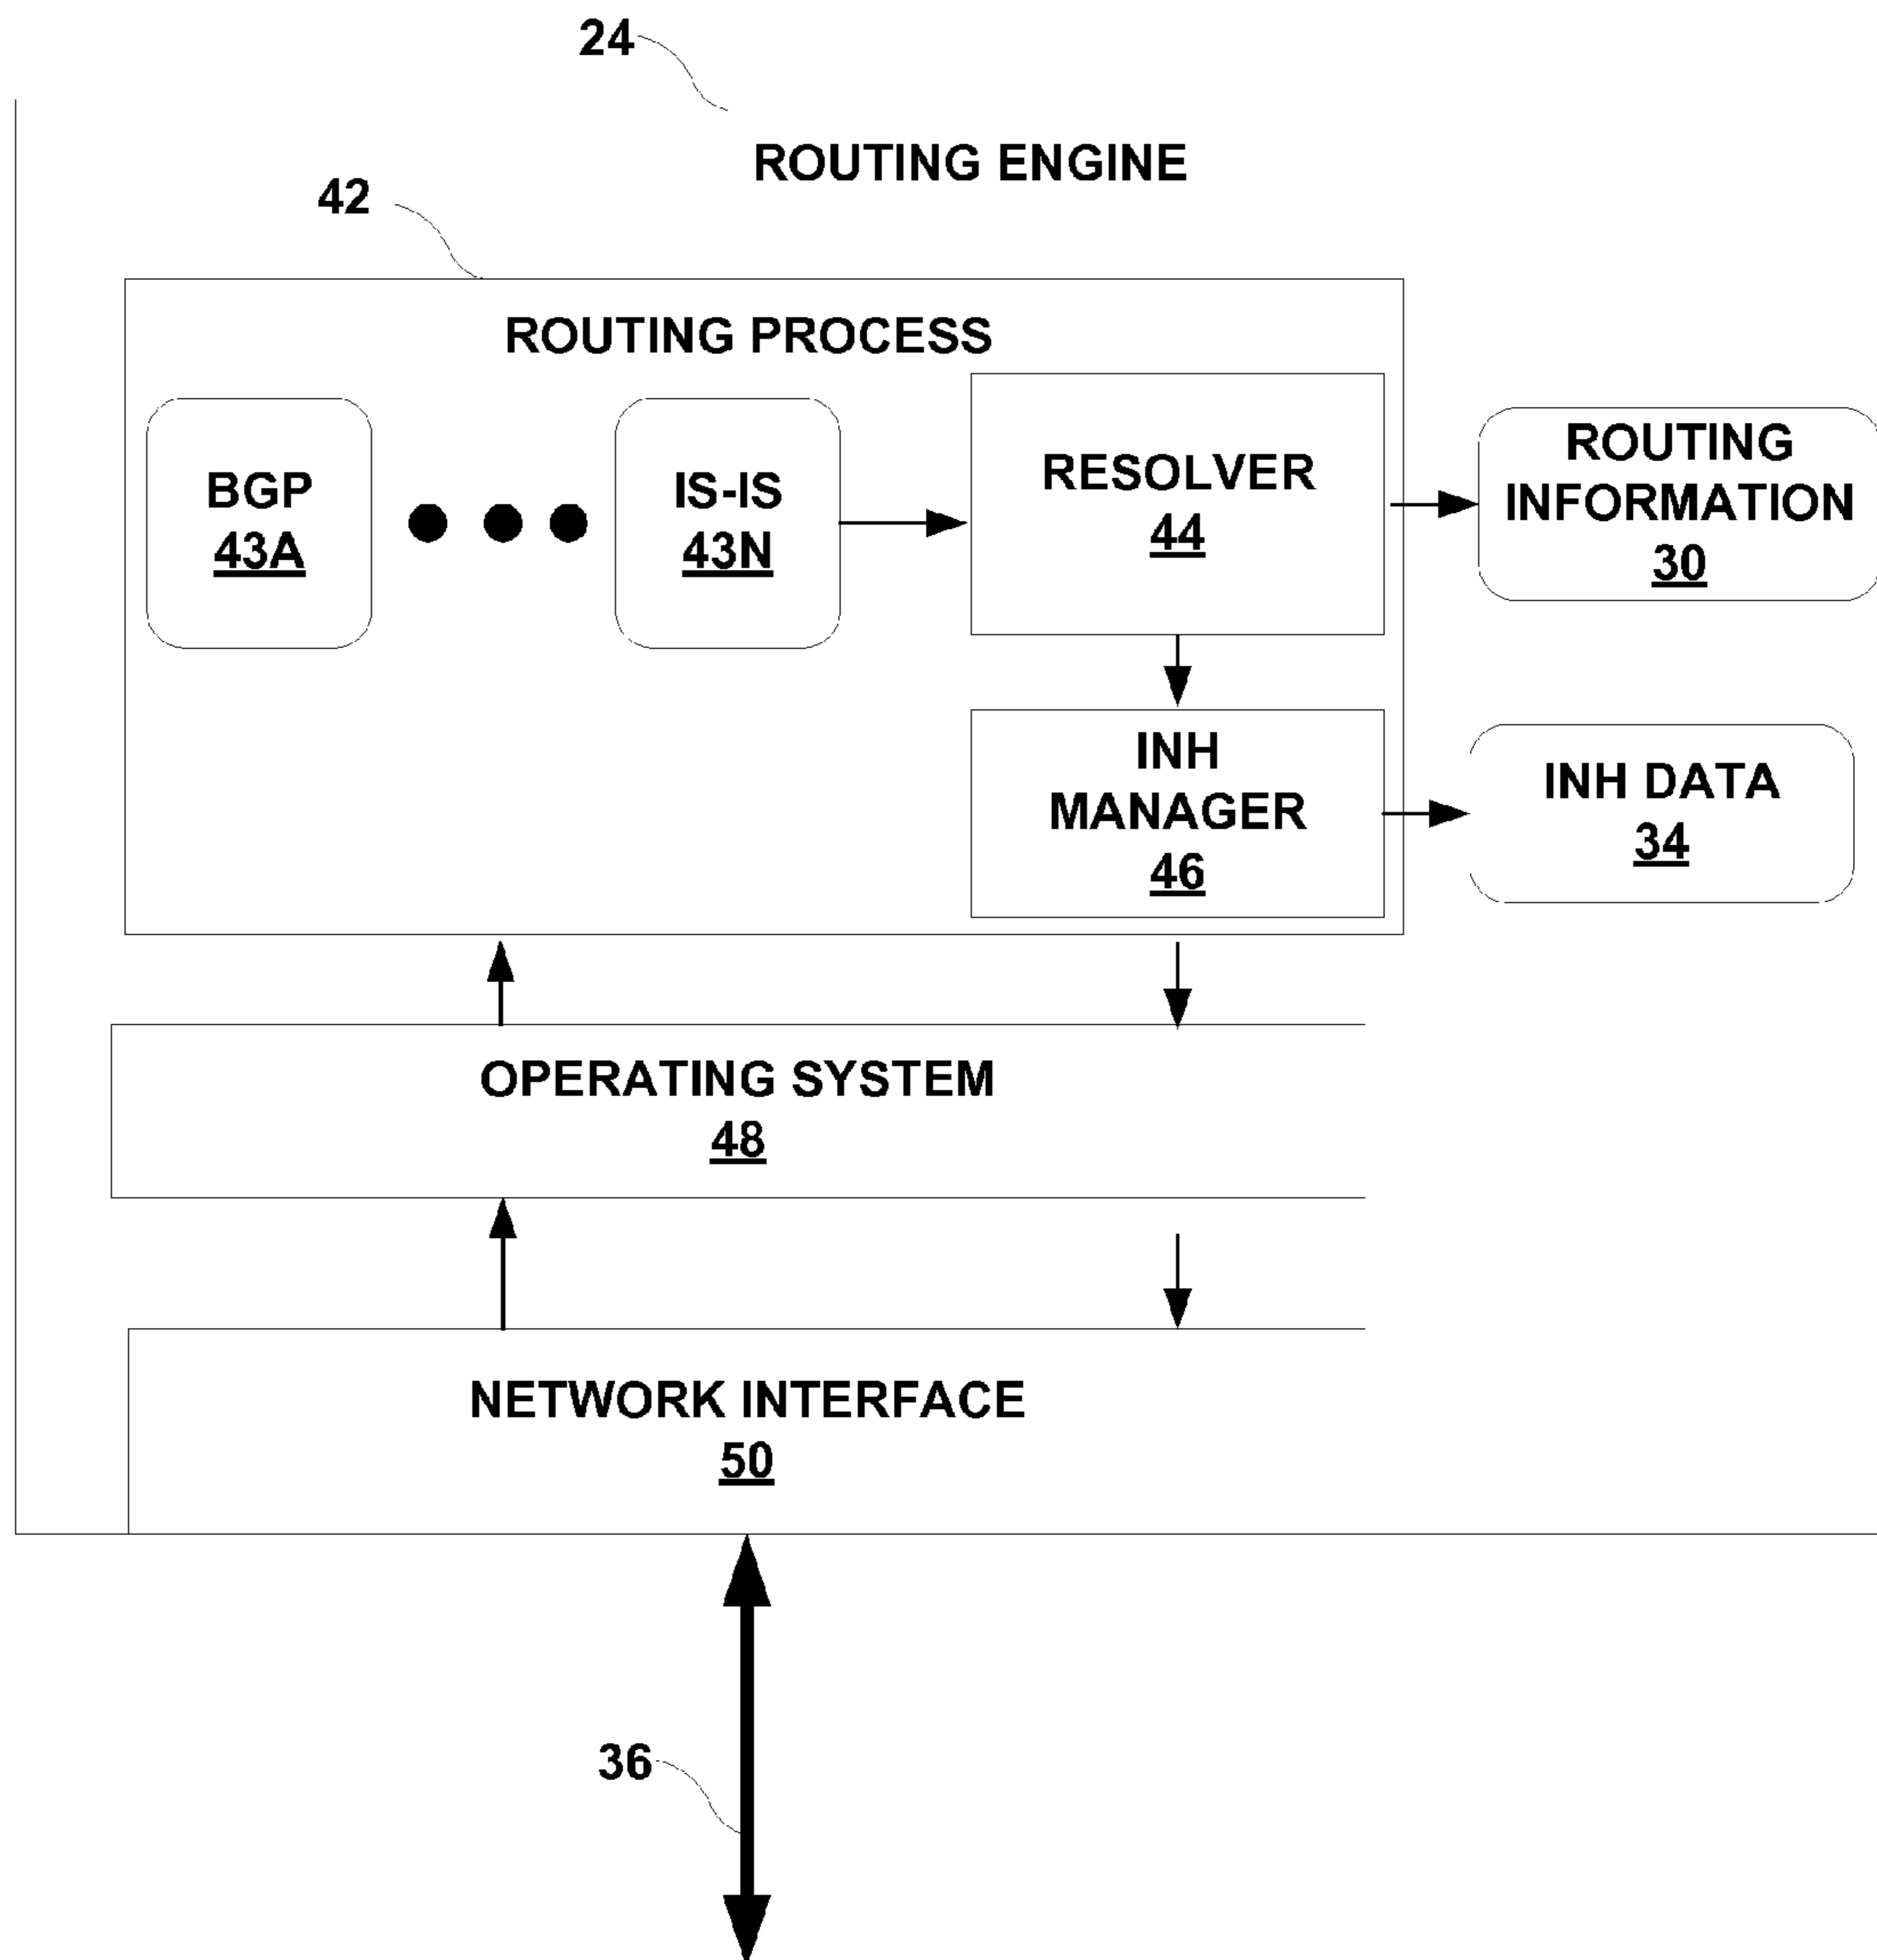 24
ROUTING ENGINE
42
ROUTING PROCESS
BGP
43A
IS-IS
43N
RESOLVER
44
ROUTING
INFORMATION
30
INH
MANAGER
46
INH DATA
34
OPERATING SYSTEM
48
NETWORK INTERFACE
50
36